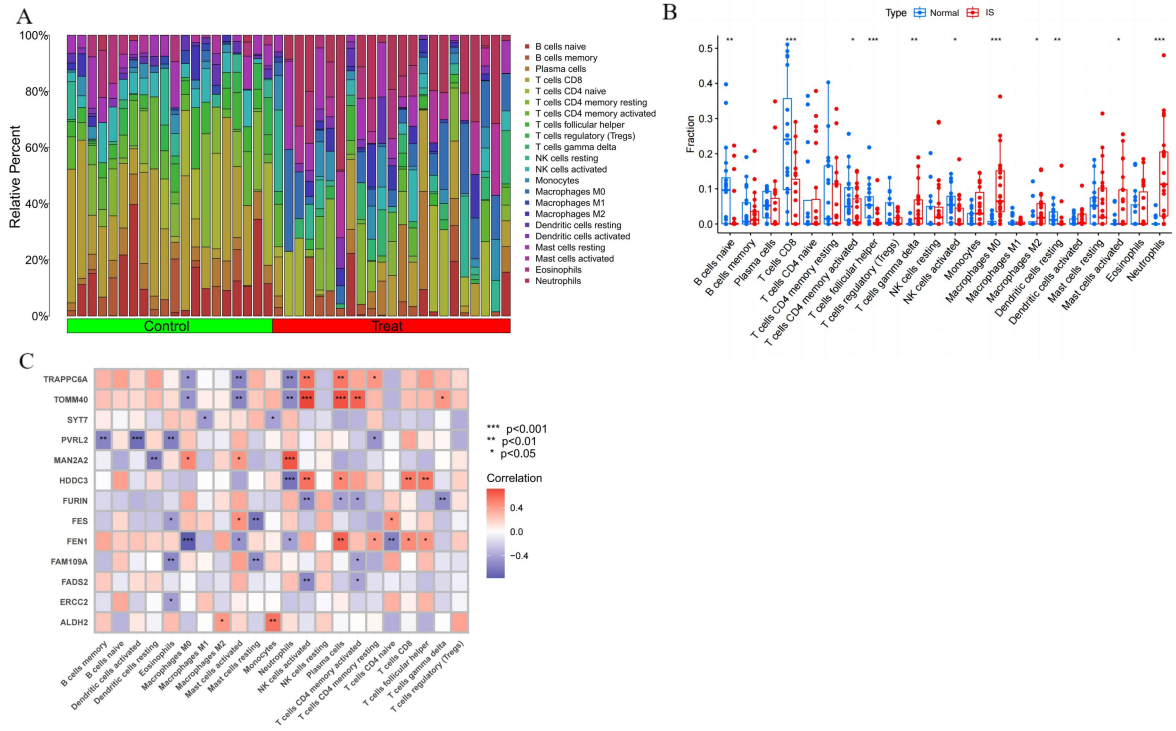 A
Relative Percent
100%
80%
60%
40%
20%
0%
Control
Treat
B cells naive
B cells memory
Plasma cells
T cells CD8
T cells CD4 naive
T cells CD4 memory resting
T cells CD4 memory activated
T cells follicular helper
T cells regulatory (Tregs)
T cells gamma delta
NK cells resting
NK cells activated
Monocytes
Macrophages M0
Macrophages M1
Macrophages M2
Dendritic cells resting
Dendritic cells activated
Mast cells resting
Mast cells activated
Eosinophils
Neutrophils
B
Type Normal IS
** *** * *** ** * *** * ** * ***
Fraction
0.5
0.4
0.3
0.2
0.1
0.0
B cells naive
B cells memory
Plasma cells
T cells CD8
T cells CD4 naive
T cells CD4 memory resting
T cells CD4 memory activated
T cells follicular helper
T cells regulatory (Tregs)
T cells gamma delta
NK cells resting
NK cells activated
Monocytes
Macrophages M0
Macrophages M1
Macrophages M2
Dendritic cells resting
Dendritic cells activated
Mast cells resting
Mast cells activated
Eosinophils
Neutrophils
C
TRAPPC6A * ** ** ** ** *
TOMM40 * ** ** *** *** ** *
SYT7 * *
PVRL2 ** *** ** *
MAN2A2 ** * * ***
HDDC3 *** ** * ** **
FURIN ** * * **
FES * * ** *
FEN1 *** * * ** * ** * *
FAM109A ** ** *
FADS2 ** *
ERCC2 *
ALDH2 * **
B cells memory
B cells naive
Dendritic cells activated
Dendritic cells resting
Eosinophils
Macrophages M0
Macrophages M1
Macrophages M2
Mast cells activated
Mast cells resting
Monocytes
Neutrophils
NK cells activated
NK cells resting
Plasma cells
T cells CD4 memory activated
T cells CD4 memory resting
T cells CD4 naive
T cells CD8
T cells follicular helper
T cells gamma delta
T cells regulatory (Tregs)
*** p<0.001
** p<0.01
* p<0.05
Correlation
0.4
0.0
−0.4